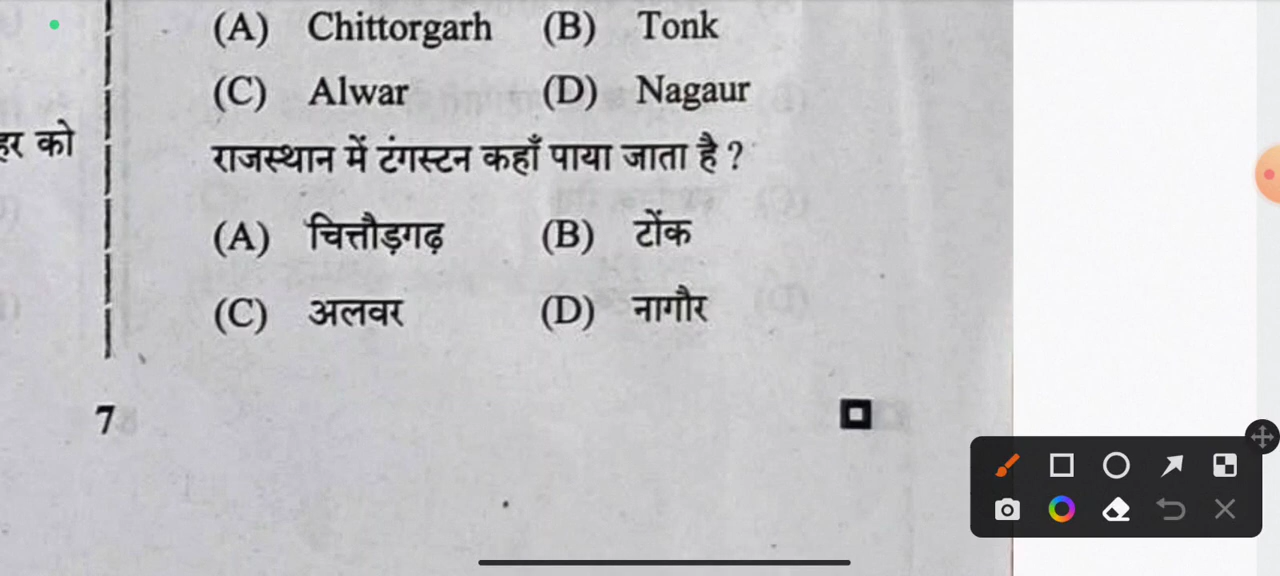 (A) Chittorgarh (B) Tonk
(C) Alwar (D) Nagaur
हर को
राजस्थान में टंगस्टन कहाँ पाया जाता है ?
(A) चित्तौड़गढ़ (B) टोंक
(C) अलवर (D) नागौर
7